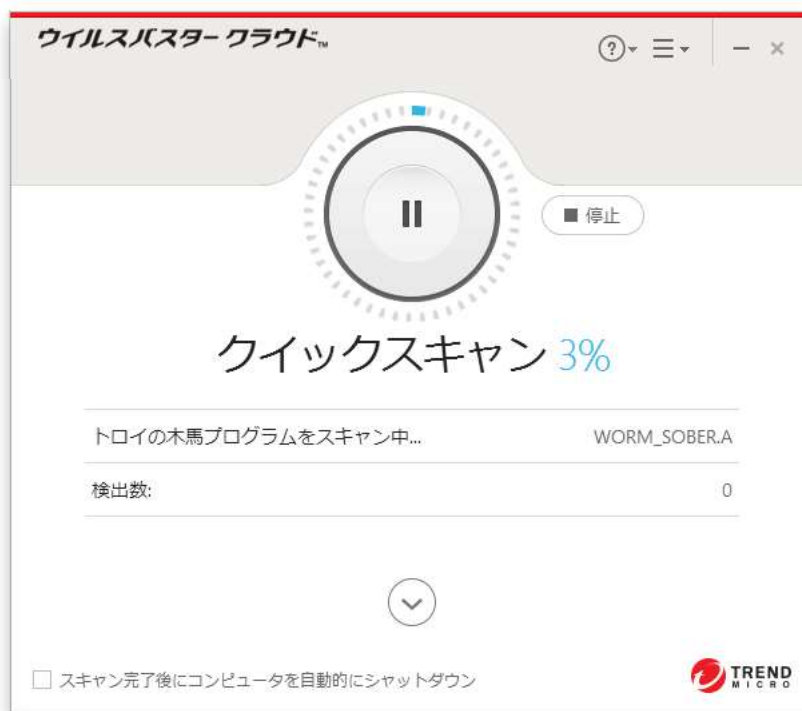 ウイルスバスター クラウド™
停止
クイックスキャン 3%
トロイの木馬プログラムをスキャン中... WORM_SOBER.A
検出数: 0
スキャン完了後にコンピュータを自動的にシャットダウン
TREND
MICRO